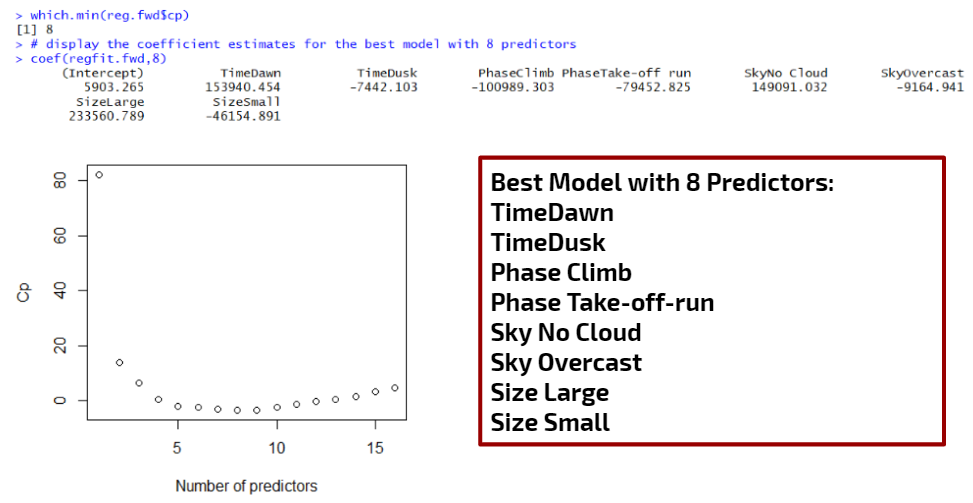 > which.min(reg.fwd$cp)
[1] 8
> # display the coefficient estimates for the best model with 8 predictors
> coef(regfit.fwd,8)
(Intercept) TimeDawn TimeDusk PhaseClimb PhaseTake-off run SkyNo Cloud SkyOvercast
5903.265 153940.454 -7442.103 -100989.303 -79452.825 149091.032 -9164.941
SizeLarge SizeSmall
233560.789 -46154.891
80
60
40
20
0
Cp
5 10 15
Number of predictors
Best Model with 8 Predictors:
TimeDawn
TimeDusk
Phase Climb
Phase Take-off-run
Sky No Cloud
Sky Overcast
Size Large
Size Small